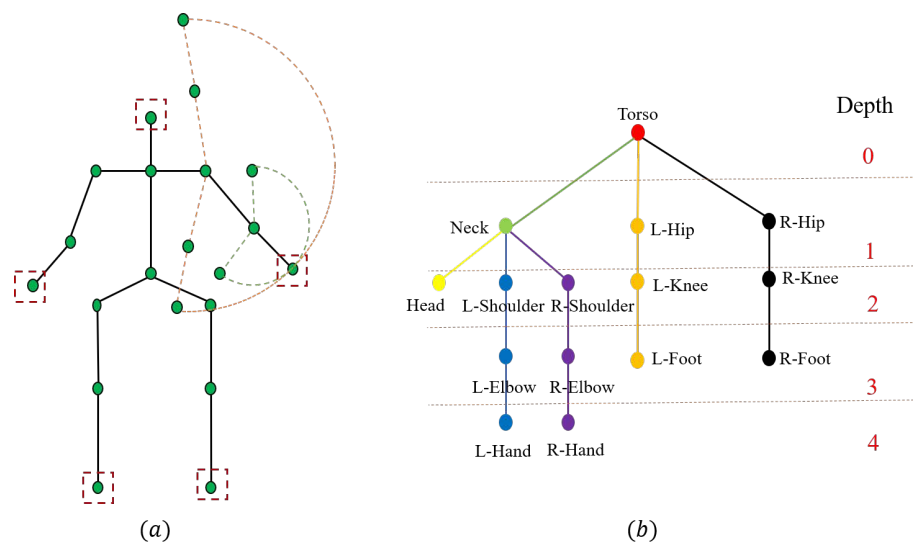 Torso
Depth
0
Neck
L-Hip
R-Hip
1
Head
L-Shoulder
R-Shoulder
L-Knee
R-Knee
2
L-Elbow
R-Elbow
L-Foot
R-Foot
3
L-Hand
R-Hand
4
(a)
(b)